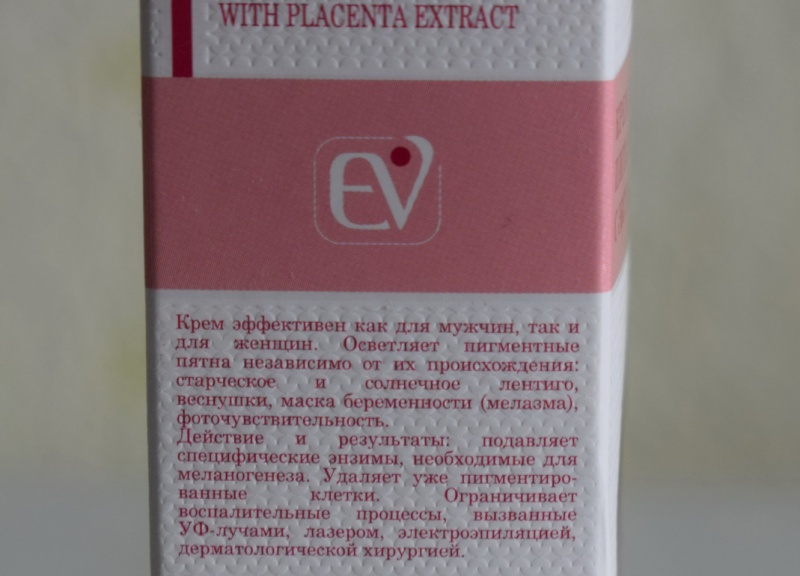 WITH PLACENTA EXTRACT
EV
Крем эффективен как для мужчин, так и
для женщин. Осветляет пигментные
пятна независимо от их происхождения:
старческое и солнечное лентиго,
веснушки, маска беременности (мелазма),
фоточувствительность.
Действие и результаты: подавляет
специфические энзимы, необходимые для
меланогенеза. Удаляет уже пигментиро-
ванные клетки. Ограничивает
воспалительные процессы, вызванные
УФ-лучами, лазером, электроэпиляцией,
дерматологической хирургией.